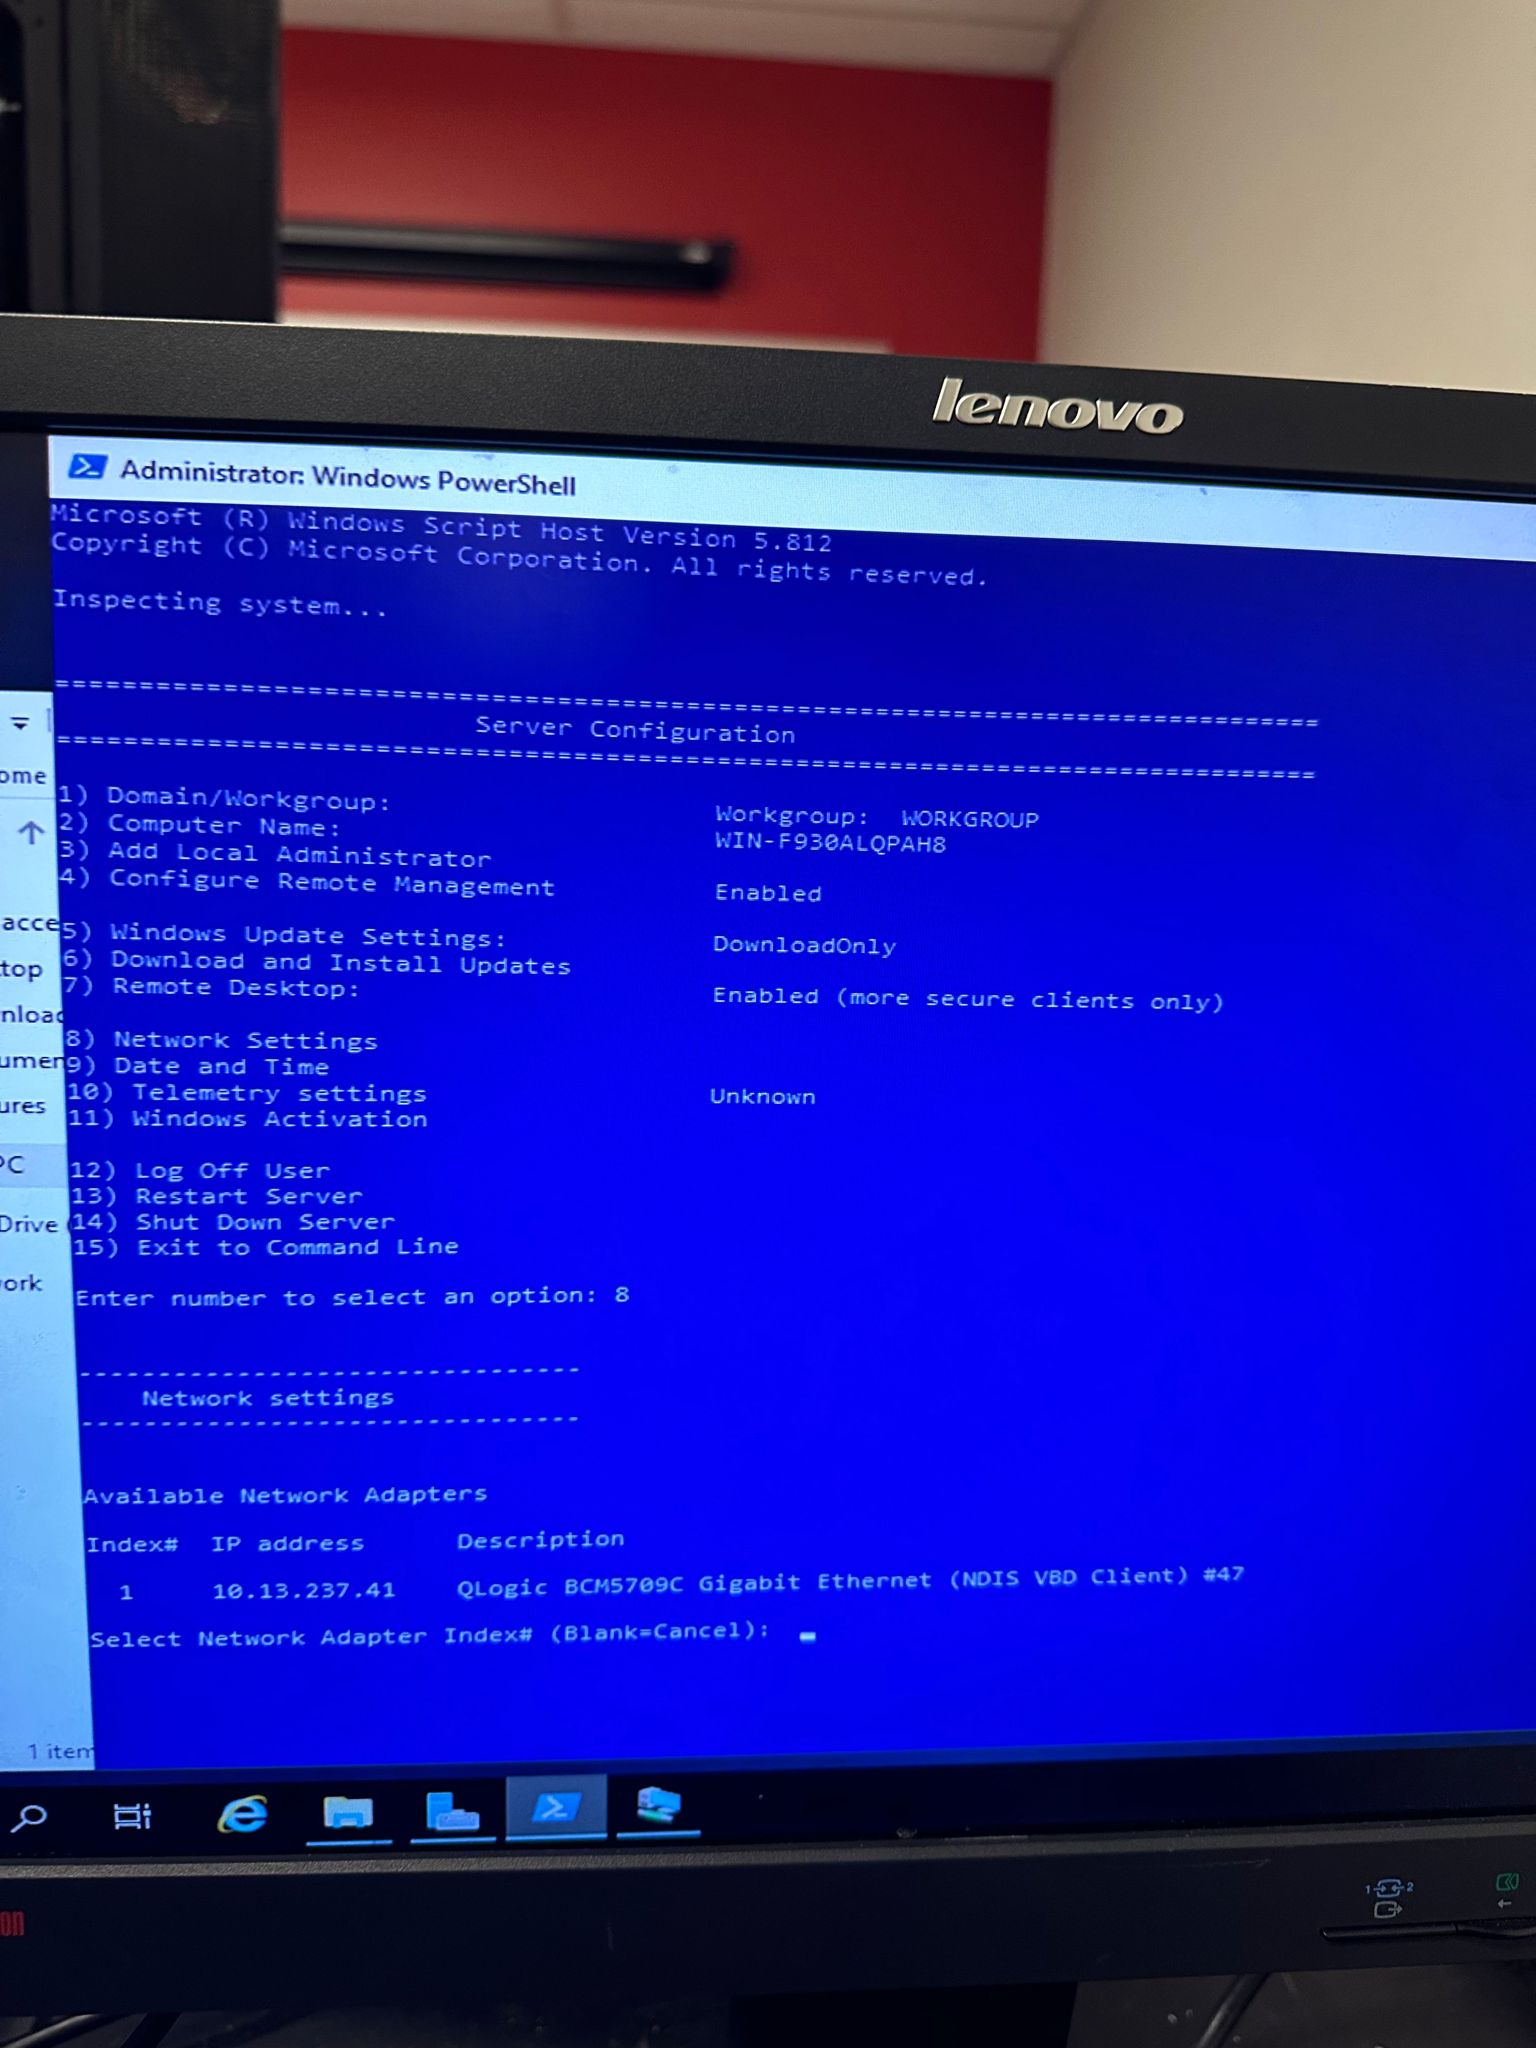 lenovo
Administrator: Windows PowerShell
Microsoft (R) Windows Script Host Version 5.812
Copyright (C) Microsoft Corporation. All rights reserved.
Inspecting system...
===============================================================================
Server Configuration
===============================================================================
1) Domain/Workgroup: Workgroup: WORKGROUP
2) Computer Name: WIN-F930ALQPAH8
3) Add Local Administrator
4) Configure Remote Management Enabled
5) Windows Update Settings: DownloadOnly
6) Download and Install Updates
7) Remote Desktop: Enabled (more secure clients only)
8) Network Settings
9) Date and Time
10) Telemetry settings Unknown
11) Windows Activation
12) Log Off User
13) Restart Server
14) Shut Down Server
15) Exit to Command Line
Enter number to select an option: 8
--------------------------------
Network settings
--------------------------------
Available Network Adapters
Index# IP address Description
1 10.13.237.41 QLogic BCM5709C Gigabit Ethernet (NDIS VBD Client) #47
Select Network Adapter Index# (Blank=Cancel):
ome
acce
top
nload
umen
ures
PC
Drive (
ork
1 item
on
1 2